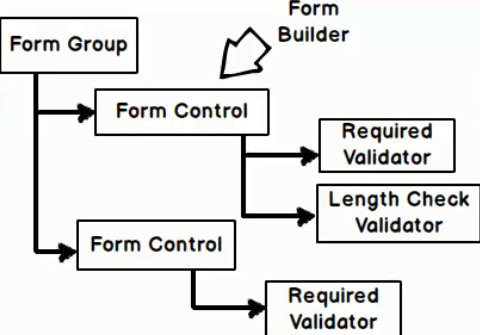 Form
Builder
Form Group
Form Control
Required
Validator
Length Check
Validator
Form Control
Required
Validator